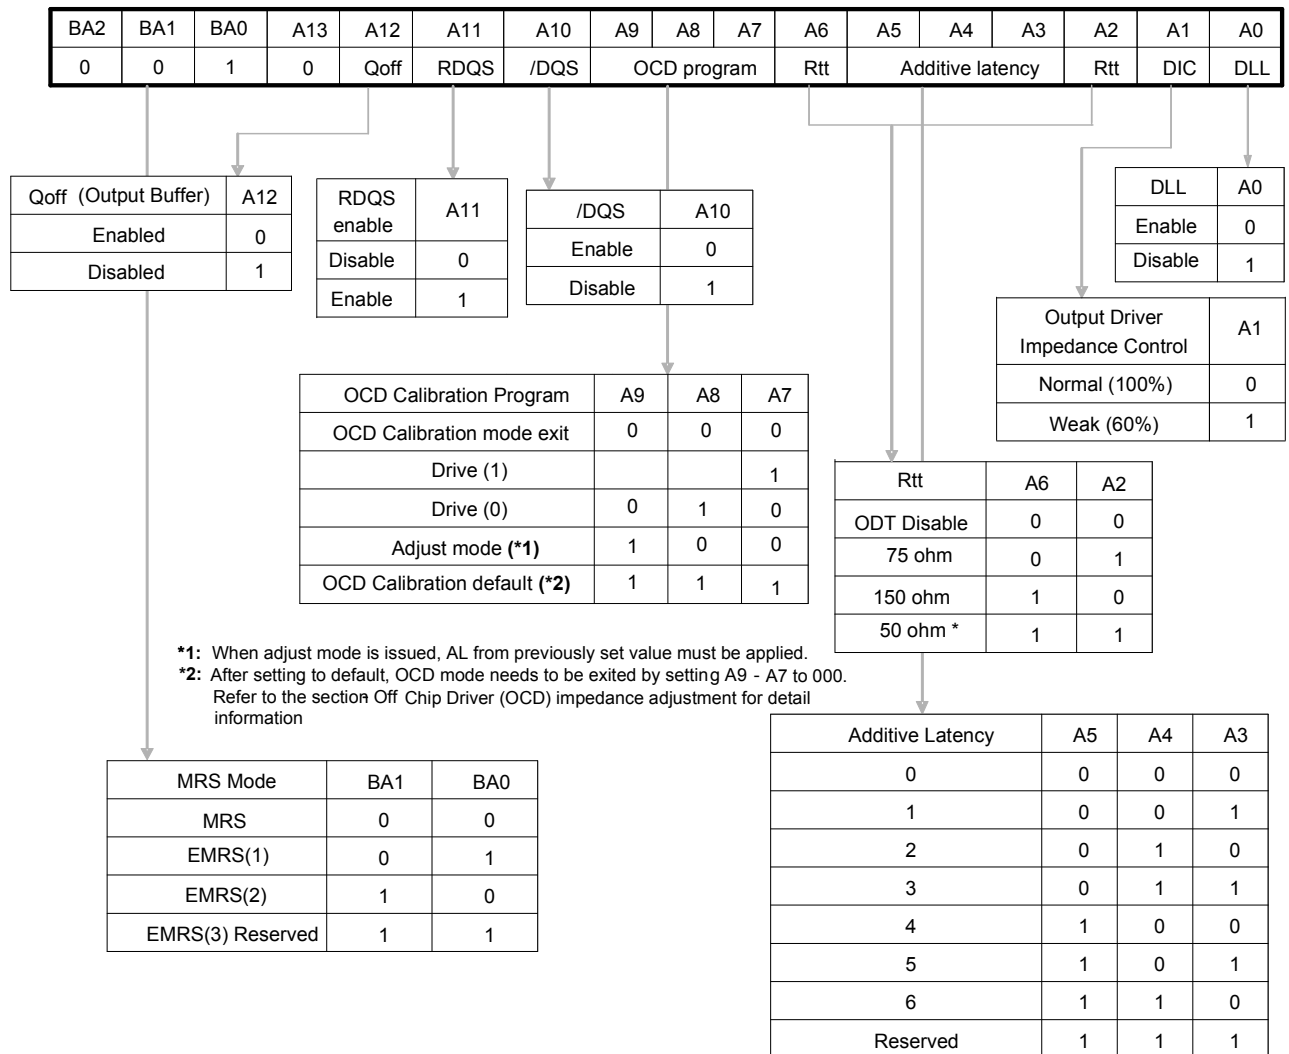 BA2 BA1 BA0 A13 A12 A11 A10 A9 A8 A7 A6 A5 A4 A3 A2 A1 A0
0 0 1 0 Qoff RDQS /DQS OCD program Rtt Additive latency Rtt DIC DLL
Qoff (Output Buffer) A12
Enabled 0
Disabled 1
RDQS enable A11
Disable 0
Enable 1
/DQS A10
Enable 0
Disable 1
DLL A0
Enable 0
Disable 1
Output Driver
Impedance Control A1
Normal (100%) 0
Weak (60%) 1
OCD Calibration Program A9 A8 A7
OCD Calibration mode exit 0 0 0
Drive (1) 1
Drive (0) 0 1 0
Adjust mode (*1) 1 0 0
OCD Calibration default (*2) 1 1 1
Rtt A6 A2
ODT Disable 0 0
75 ohm 0 1
150 ohm 1 0
50 ohm * 1 1
*1: When adjust mode is issued, AL from previously set value must be applied.
*2: After setting to default, OCD mode needs to be exited by setting A9 - A7 to 000.
Refer to the section Off Chip Driver (OCD) impedance adjustment for detail
information
MRS Mode BA1 BA0
MRS 0 0
EMRS(1) 0 1
EMRS(2) 1 0
EMRS(3) Reserved 1 1
Additive Latency A5 A4 A3
0 0 0 0
1 0 0 1
2 0 1 0
3 0 1 1
4 1 0 0
5 1 0 1
6 1 1 0
Reserved 1 1 1